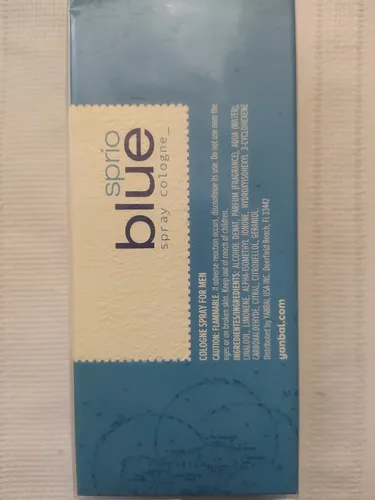 sprio
blue
spray cologne_
COLOGNE SPRAY FOR MEN
CAUTION: FLAMMABLE. If adverse reaction occurs, discontinue its use. Do not use near the
eyes or on broken skin. Keep out of reach of children.
INGREDIENTES/INGREDIENTS: ALCOHOL DENAT, PARFUM (FRAGRANCE), AQUA (WATER),
LINALOOL, LIMONENE, ALPHA-ISOMETHYL IONONE, HYDROXYISOHEXYL 3-CYCLOHEXENE
CARBOXALDEHYDE, CITRAL, CITRONELLOL, GERANIOL.
Distributed by YANBAL USA INC. Deerfield Beach, Fl 33442
yanbal.com